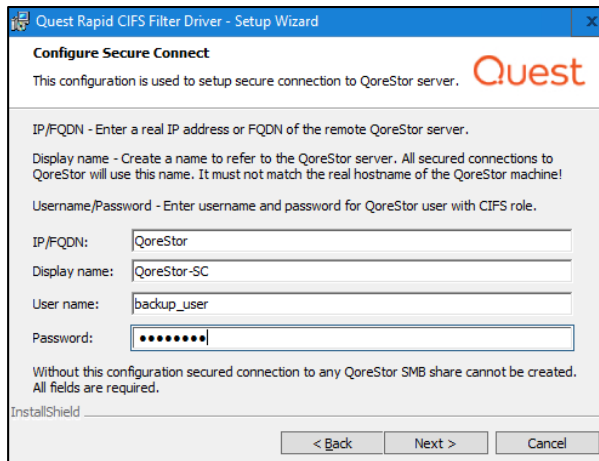 Quest Rapid CIFS Filter Driver - Setup Wizard
x
Configure Secure Connect
This configuration is used to setup secure connection to QoreStor server.
Quest
IP/FQDN - Enter a real IP address or FQDN of the remote QoreStor server.
Display name - Create a name to refer to the QoreStor server. All secured connections to
QoreStor will use this name. It must not match the real hostname of the QoreStor machine!
Username/Password - Enter username and password for QoreStor user with CIFS role.
IP/FQDN: QoreStor
Display name: QoreStor-SC
User name: backup_user
Password: ●●●●●●●●
Without this configuration secured connection to any QoreStor SMB share cannot be created.
All fields are required.
InstallShield
< Back Next > Cancel